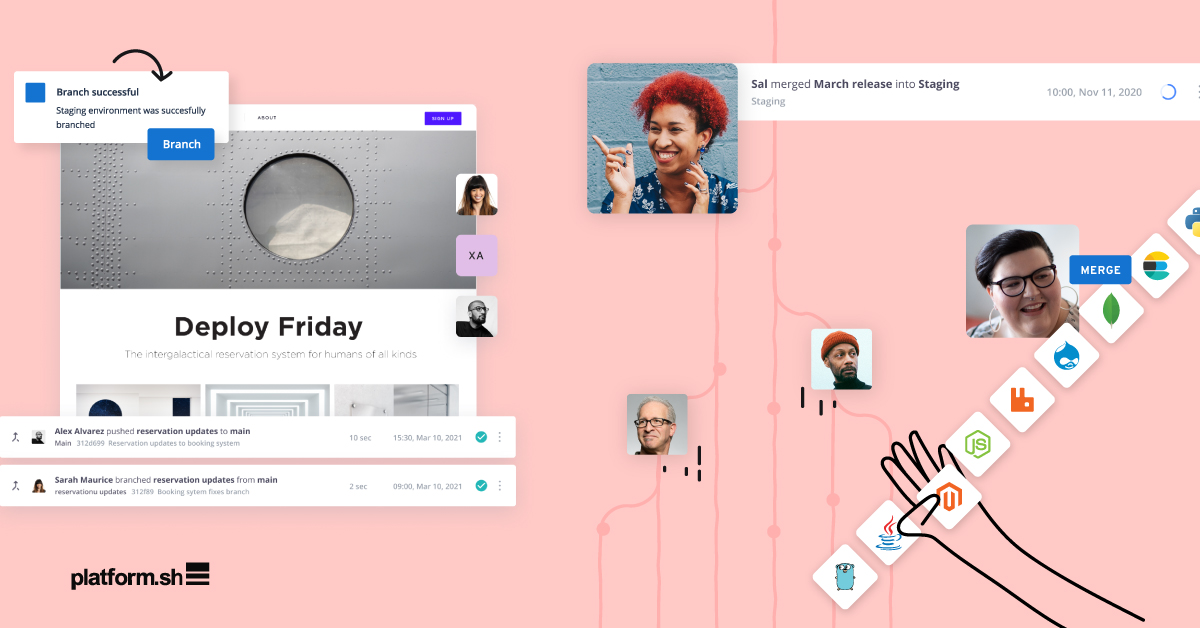 Branch successful
Staging environment was succesfully
branched
Branch
ABOUT
SIGN UP
XA
Deploy Friday
The intergalactical reservation system for humans of all kinds
Alex Alvarez pushed reservation updates to main
Main 312d699 Reservation updates to booking system
10 sec
15:30, Mar 10, 2021
Sarah Maurice branched reservation updates from main
reservationu updates 312f89 Booking sytem fixes branch
2 sec
09:00, Mar 10, 2021
platform.sh
Sal merged March release into Staging
Staging
10:00, Nov 11, 2020
MERGE
JS